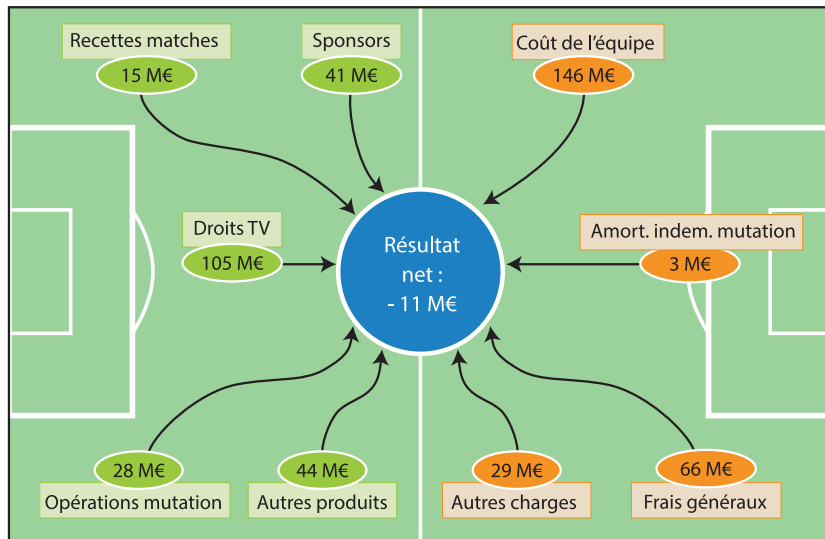 Recettes matches
15 M€
Sponsors
41 M€
Coût de l'équipe
146 M€
Droits TV
105 M€
Résultat
net :
- 11 M€
Amort. indem. mutation
3 M€
28 M€
Opérations mutation
44 M€
Autres produits
29 M€
Autres charges
66 M€
Frais généraux